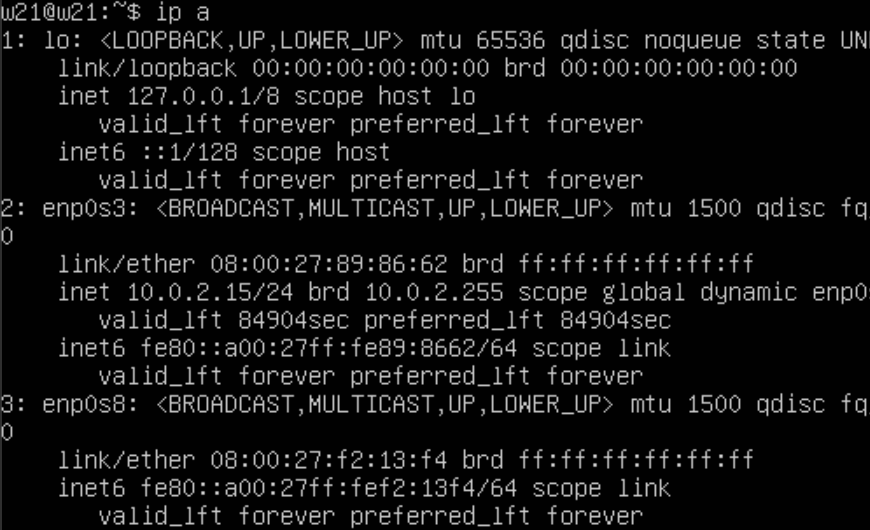 w21@w21:~$ ip a
1: lo: <LOOPBACK,UP,LOWER_UP> mtu 65536 qdisc noqueue state
link/loopback 00:00:00:00:00:00 brd 00:00:00:00:00:00
inet 127.0.0.1/8 scope host lo
valid_lft forever preferred_lft forever
inet6 ::1/128 scope host
valid_lft forever preferred_lft forever
2: enp0s3: <BROADCAST,MULTICAST,UP,LOWER_UP> mtu 1500 qdisc
0
link/ether 08:00:27:89:86:62 brd ff:ff:ff:ff:ff:ff
inet 10.0.2.15/24 brd 10.0.2.255 scope global dynamic
valid_lft 84904sec preferred_lft 84904sec
inet6 fe80::a00:27ff:fe89:8662/64 scope link
valid_lft forever preferred_lft forever
3: enp0s8: <BROADCAST,MULTICAST,UP,LOWER_UP> mtu 1500 qdisc
0
link/ether 08:00:27:f2:13:f4 brd ff:ff:ff:ff:ff:ff
inet6 fe80::a00:27ff:fef2:13f4/64 scope link
valid_lft forever preferred_lft forever